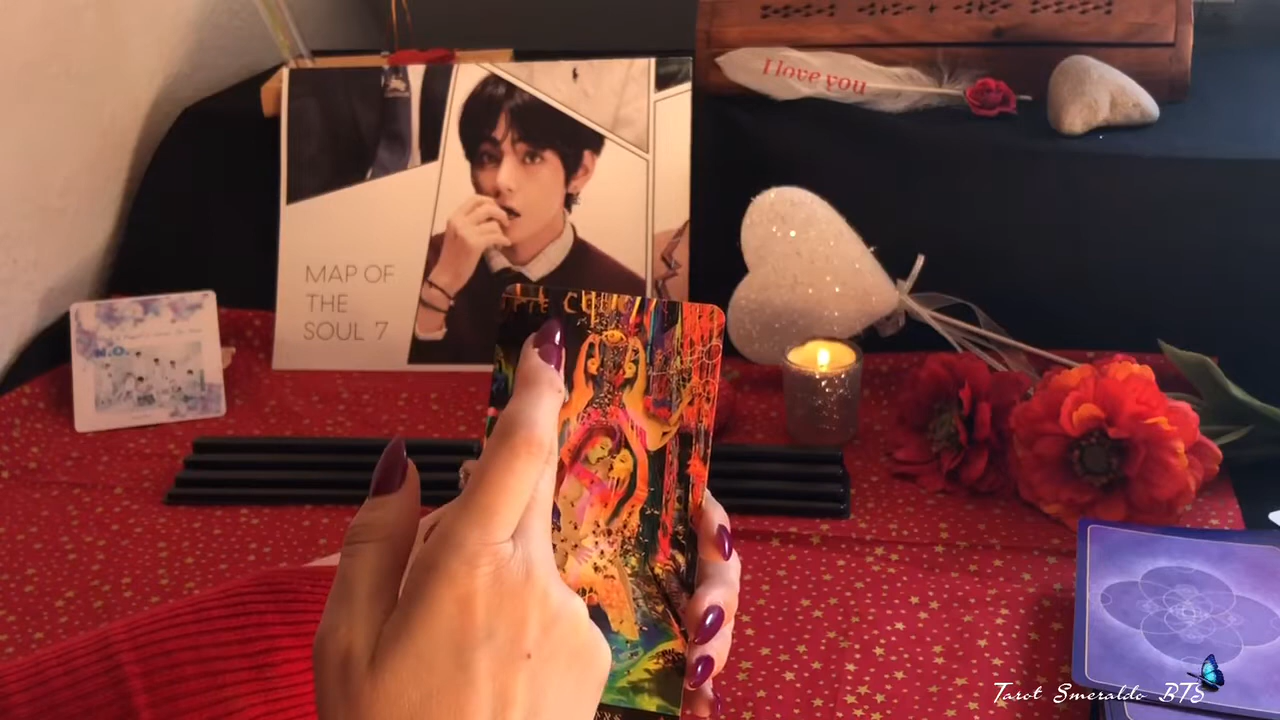 I love you
MAP OF
THE
SOUL 7
N.O.
Tarot Smeraldo BTS